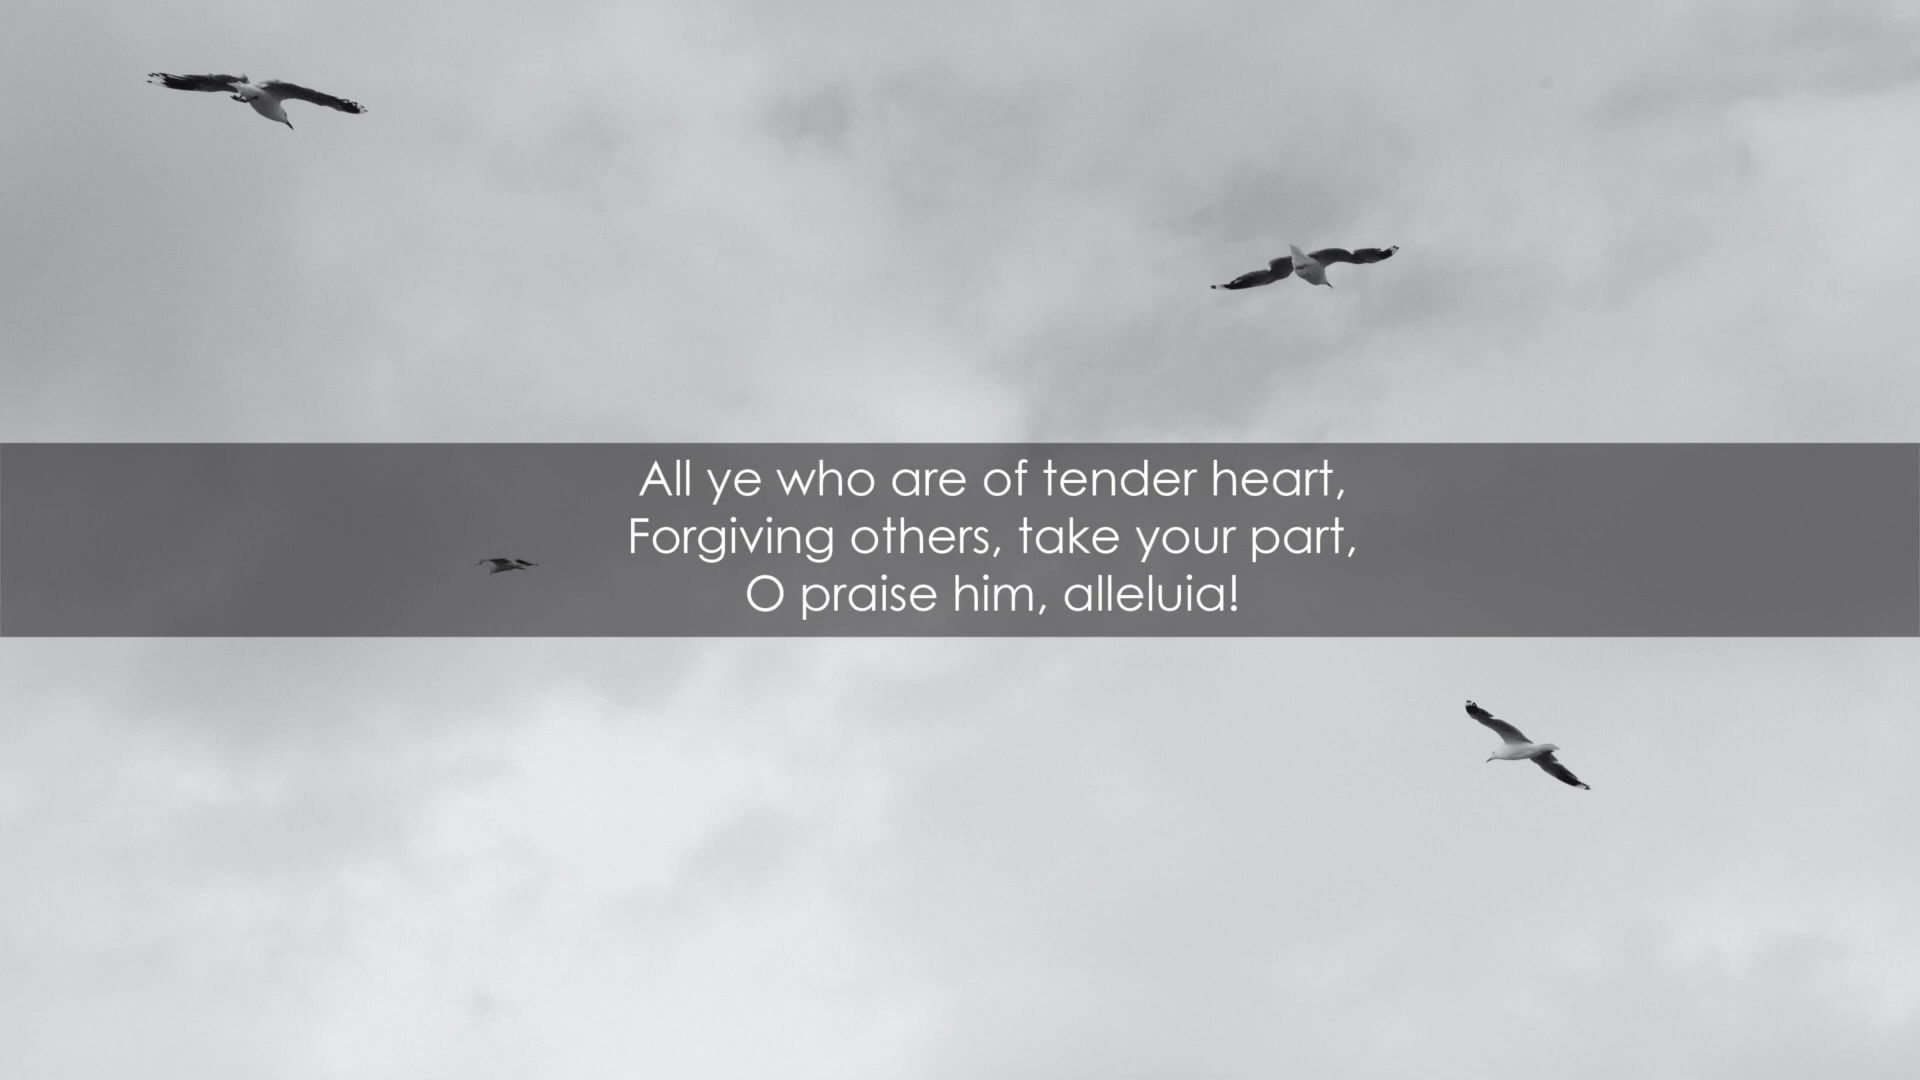 All ye who are of tender heart,
Forgiving others, take your part,
O praise him, alleluia!